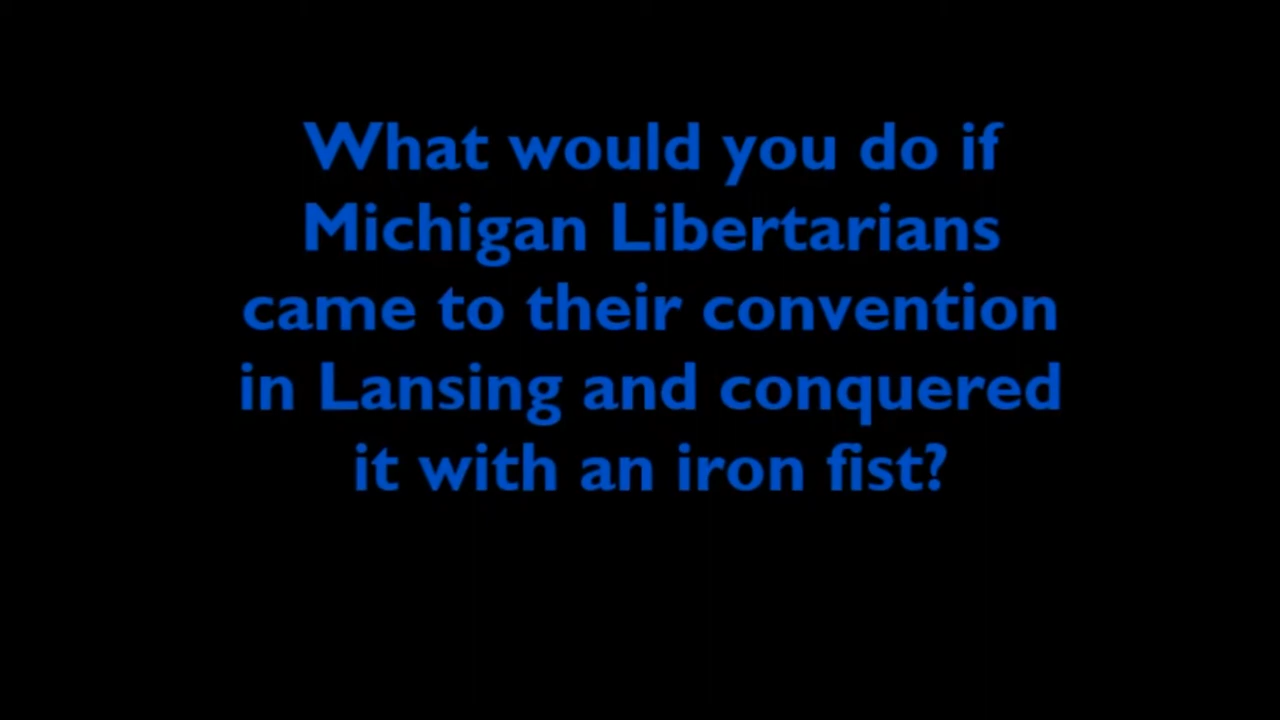 What would you do if
Michigan Libertarians
came to their convention
in Lansing and conquered
it with an iron fist?